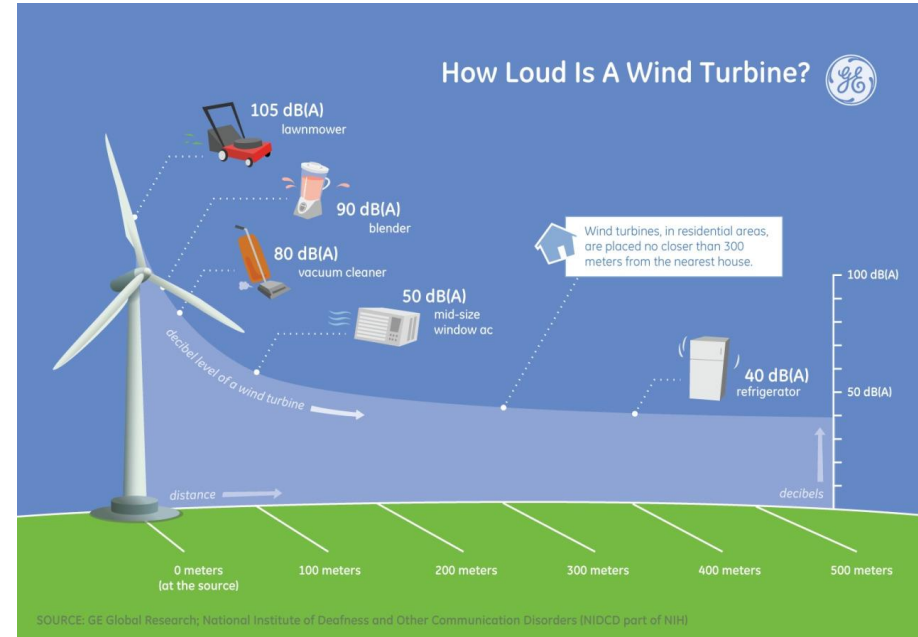 How Loud Is A Wind Turbine?
GE
105 dB(A)
lawnmower
90 dB(A)
blender
80 dB(A)
vacuum cleaner
50 dB(A)
mid-size
window ac
Wind turbines, in residential areas,
are placed no closer than 300
meters from the nearest house.
100 dB(A)
40 dB(A)
refrigerator
50 dB(A)
decibel level of a wind turbine
distance
decibels
0 meters
(at the source)
100 meters
200 meters
300 meters
400 meters
500 meters
SOURCE: GE Global Research; National Institute of Deafness and Other Communication Disorders (NIDCD part of NIH)